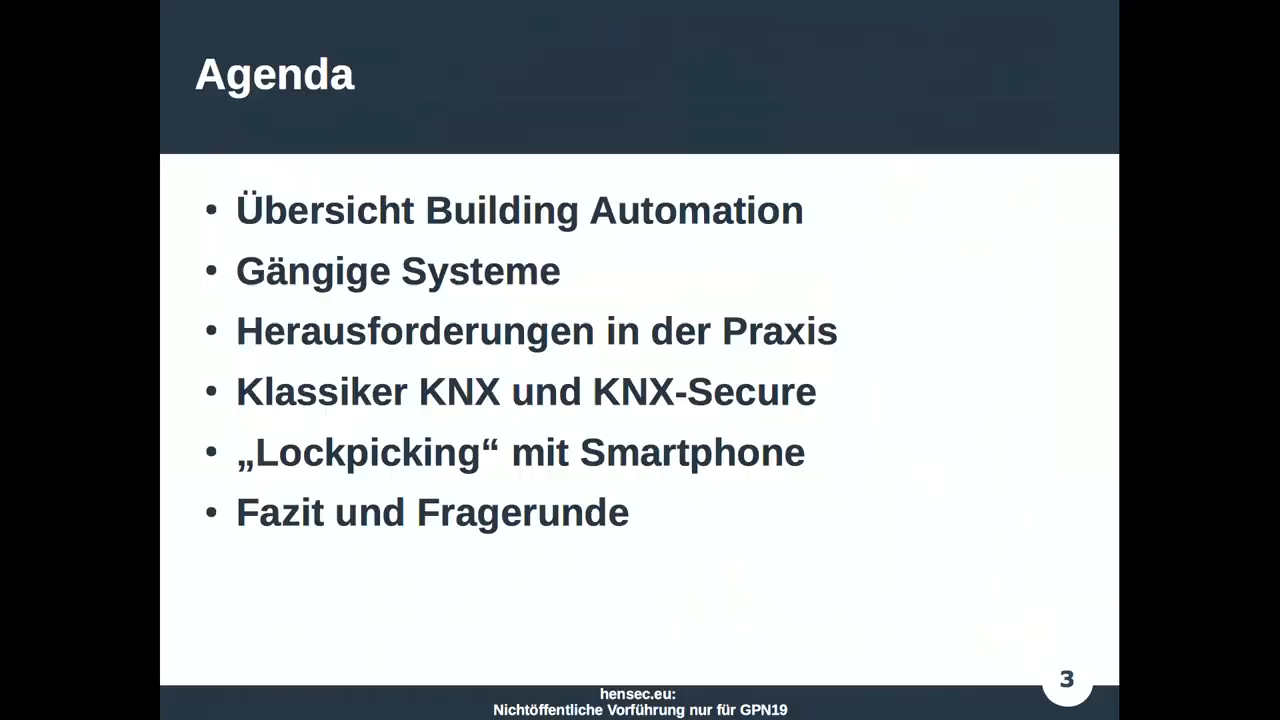 Agenda
• Übersicht Building Automation
• Gängige Systeme
• Herausforderungen in der Praxis
• Klassiker KNX und KNX-Secure
• „Lockpicking“ mit Smartphone
• Fazit und Fragerunde
3
hensec.eu:
Nichtöffentliche Vorführung nur für GPN19